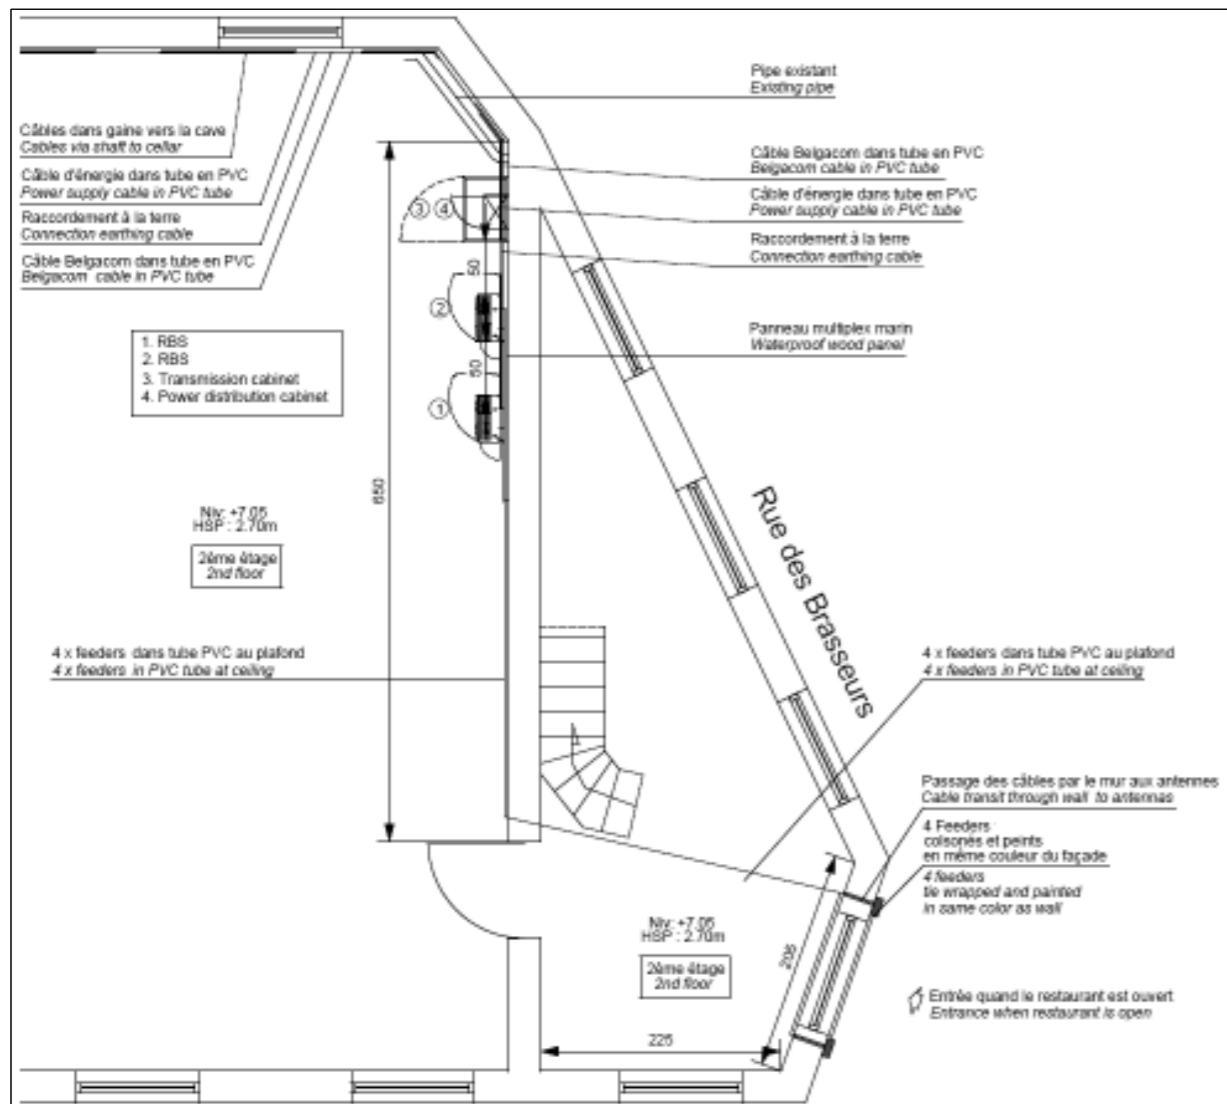 Pipe existant
Existing pipe
Câbles dans gaine vers la cave
Cables via shaft to cellar
Câble d'énergie dans tube en PVC
Power supply cable in PVC tube
Raccordement à la terre
Connection earthing cable
Câble Belgacom dans tube en PVC
Belgacom cable in PVC tube
Câble Belgacom dans tube en PVC
Belgacom cable in PVC tube
Câble d'énergie dans tube en PVC
Power supply cable in PVC tube
Raccordement à la terre
Connection earthing cable
Panneau multiplex marin
Waterproof wood panel
3
4
50
2
50
1
1. RBS
2. RBS
3. Transmission cabinet
4. Power distribution cabinet
650
Niv: +7.05
HSP : 2.70m
2ème étage
2nd floor
Rue des Brasseurs
4 x feeders dans tube PVC au plafond
4 x feeders in PVC tube at ceiling
4 x feeders dans tube PVC au plafond
4 x feeders in PVC tube at ceiling
Passage des câbles par le mur aux antennes
Cable transit through wall to antennas
4 Feeders
colsonés et peints
en même couleur du façade
4 feeders
tie wrapped and painted
in same color as wall
Niv: +7.05
HSP : 2.70m
2ème étage
2nd floor
205
225
Entrée quand le restaurant est ouvert
Entrance when restaurant is open